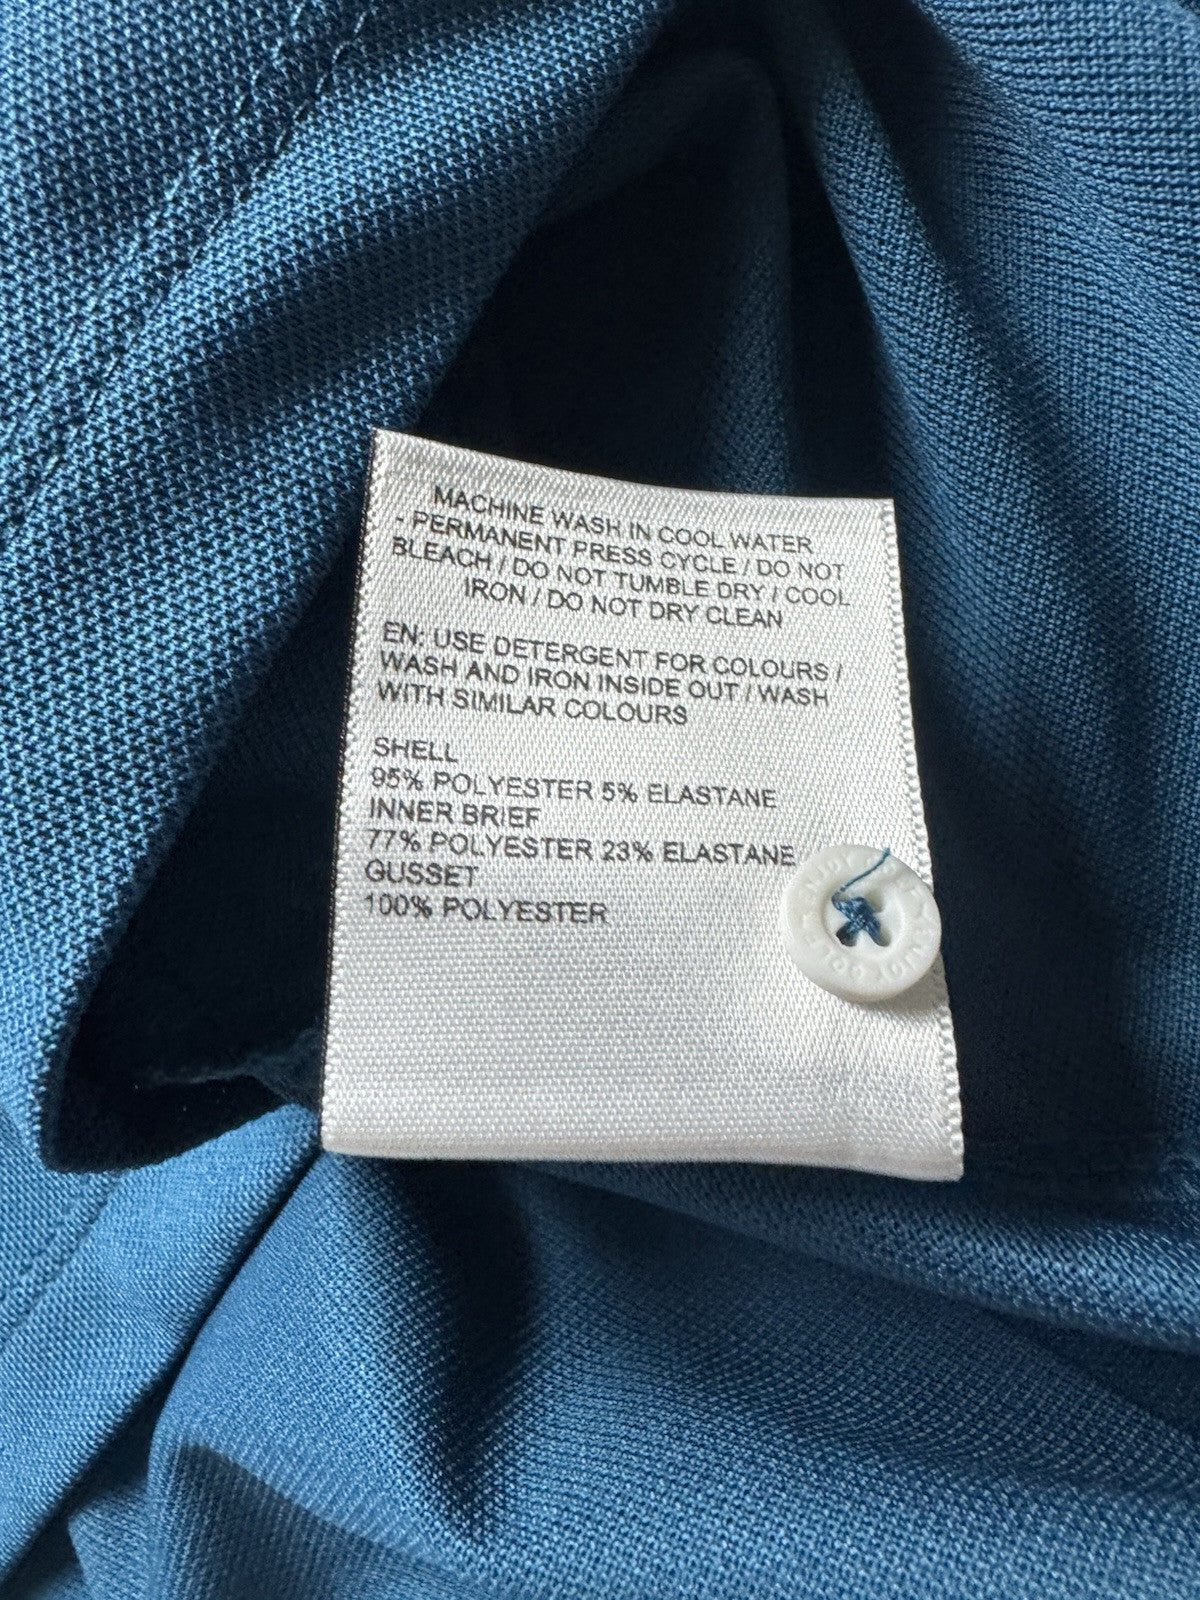 MACHINE WASH IN COOL WATER
- PERMANENT PRESS CYCLE / DO NOT
BLEACH / DO NOT TUMBLE DRY / COOL
IRON / DO NOT DRY CLEAN
EN: USE DETERGENT FOR COLOURS /
WASH AND IRON INSIDE OUT / WASH
WITH SIMILAR COLOURS
SHELL
95% POLYESTER 5% ELASTANE
INNER BRIEF
77% POLYESTER 23% ELASTANE
GUSSET
100% POLYESTER